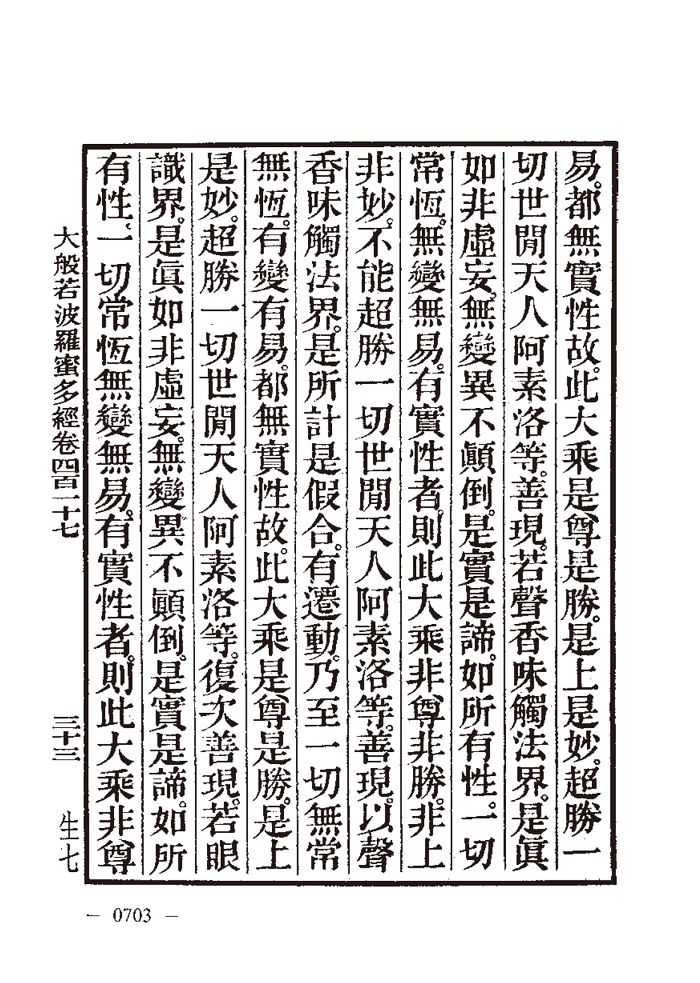 易。都無實性故。此大乘是尊是勝。是上是妙。超勝一
切世閒天人阿素洛等。善現。若聲香味觸法界。是眞
如非虛妄。無變異不顚倒。是實是諦。如所有性。一切
常恆。無變無易。有實性者。則此大乘非尊非勝。非上
非妙。不能超勝一切世閒天人阿素洛等。善現。以聲
香味觸法界。是所計是假合。有遷動。乃至一切無常
無恆。有變有易。都無實性故。此大乘是尊是勝。是上
是妙。超勝一切世閒天人阿素洛等。復次善現。若眼
識界。是眞如非虛妄。無變異不顚倒。是實是諦。如所
有性。一切常恆無變無易。有實性者。則此大乘非尊
大般若波羅蜜多經卷四百一十七
三十三
生七
— 0703 —